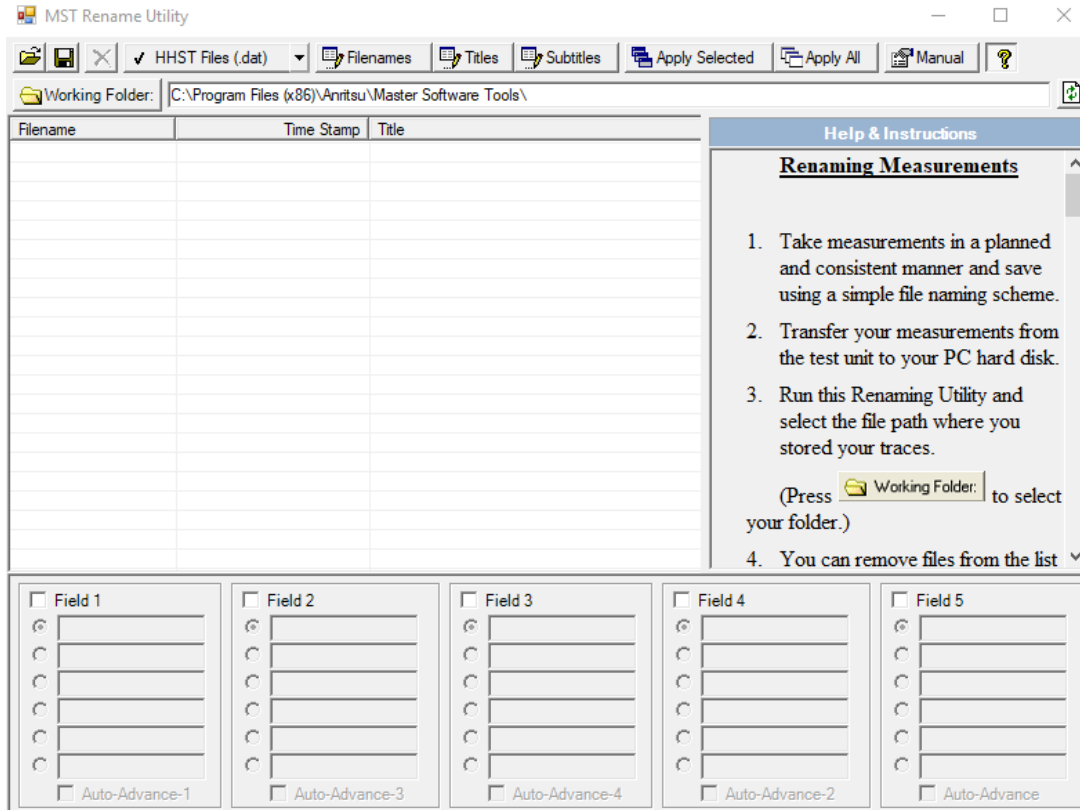 MST Rename Utility
HHST Files (.dat) Filenames Titles Subtitles Apply Selected Apply All Manual
Working Folder: C:\Program Files (x86)\Anritsu\Master Software Tools\
Filename Time Stamp Title
Help & Instructions
Renaming Measurements
1. Take measurements in a planned
and consistent manner and save
using a simple file naming scheme.
2. Transfer your measurements from
the test unit to your PC hard disk.
3. Run this Renaming Utility and
select the file path where you
stored your traces.
(Press Working Folder: to select
your folder.)
4. You can remove files from the list
Field 1 Field 2 Field 3 Field 4 Field 5
Auto-Advance-1 Auto-Advance-3 Auto-Advance-4 Auto-Advance-2 Auto-Advance